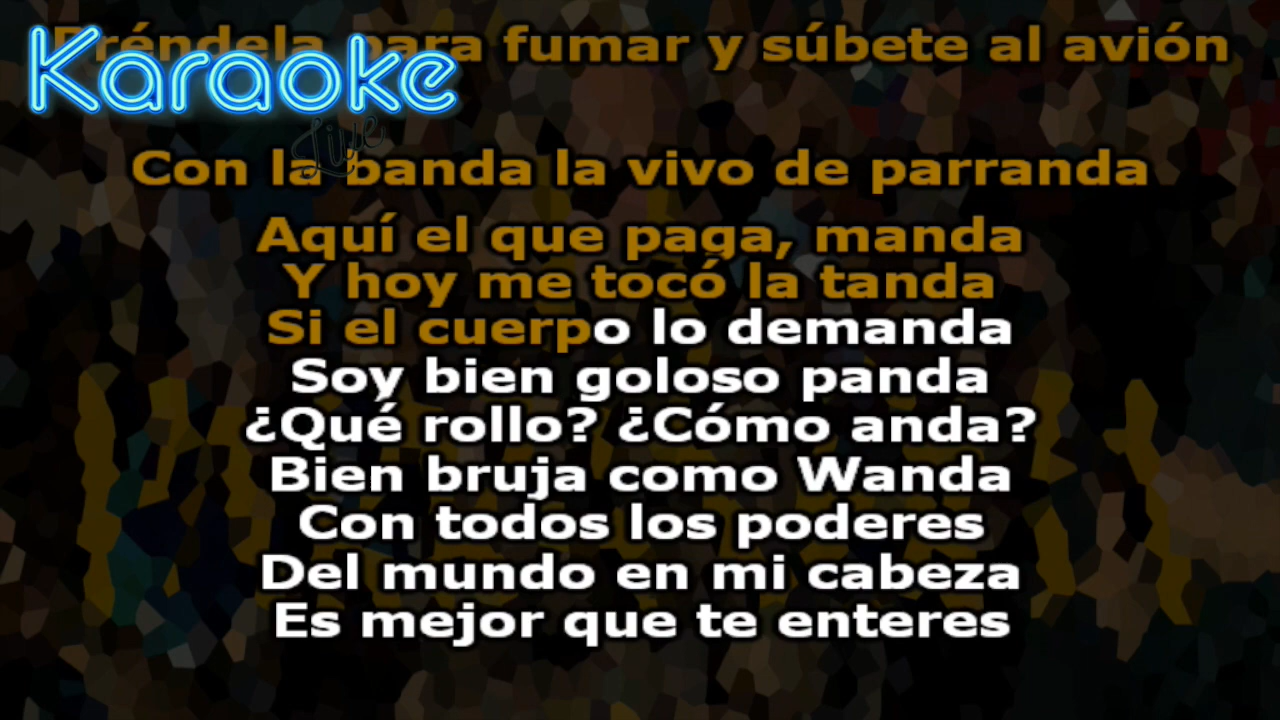 Préndela para fumar y súbete al avión
Karaoke
Live
Con la banda la vivo de parranda
Aquí el que paga, manda
Y hoy me tocó la tanda
Si el cuerpo lo demanda
Soy bien goloso panda
¿Qué rollo? ¿Cómo anda?
Bien bruja como Wanda
Con todos los poderes
Del mundo en mi cabeza
Es mejor que te enteres